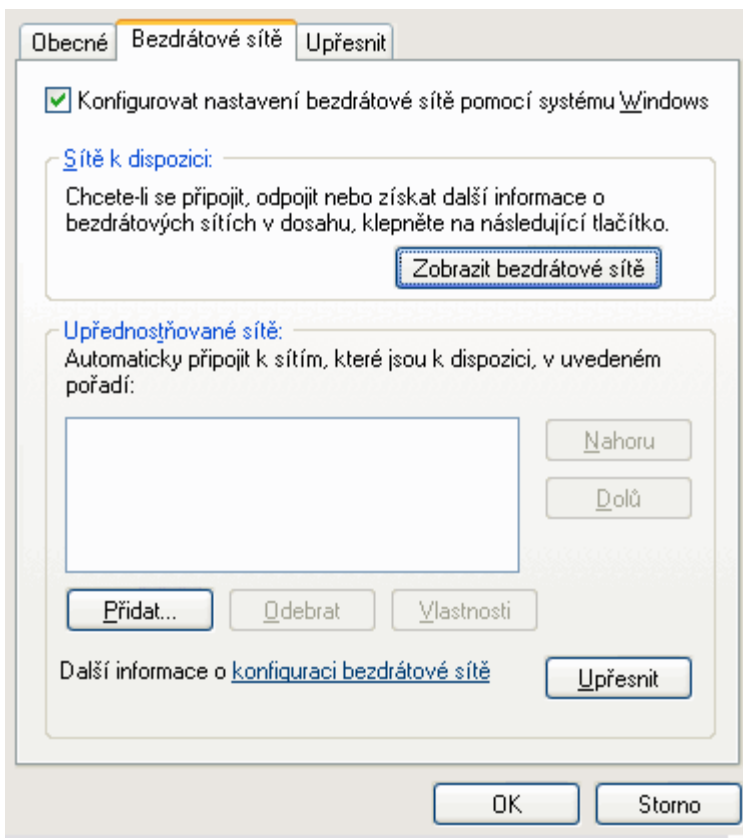 Obecné Bezdrátové sítě Upřesnit
Konfigurovat nastavení bezdrátové sítě pomocí systému Windows
Sítě k dispozici:
Chcete-li se připojit, odpojit nebo získat další informace o
bezdrátových sítích v dosahu, klepněte na následující tlačítko.
Zobrazit bezdrátové sítě
Upřednostňované sítě:
Automaticky připojit k sítím, které jsou k dispozici, v uvedeném
pořadí:
Nahoru
Dolů
Přidat... Odebrat Vlastnosti
Další informace o konfiguraci bezdrátové sítě Upřesnit
OK Storno